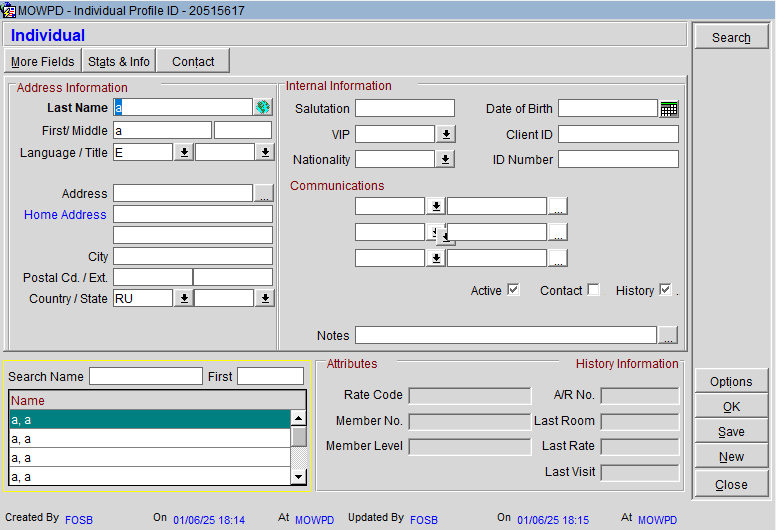 MOWPD - Individual Profile ID - 20515617
Individual
Search
More Fields Stats & Info Contact
Address Information
Last Name a
First/ Middle a
Language / Title E
Address ...
Home Address
City
Postal Cd. / Ext.
Country / State RU
Internal Information
Salutation Date of Birth
VIP Client ID
Nationality ID Number
Communications
...
...
...
Active Contact History .
Notes ...
Search Name First
Name
a, a
a, a
a, a
a, a
Attributes History Information
Rate Code A/R No.
Member No. Last Room
Member Level Last Rate
Last Visit
Options
OK
Save
New
Close
Created By FOSB On 01/06/25 18:14 At MOWPD Updated By FOSB On 01/06/25 18:15 At MOWPD